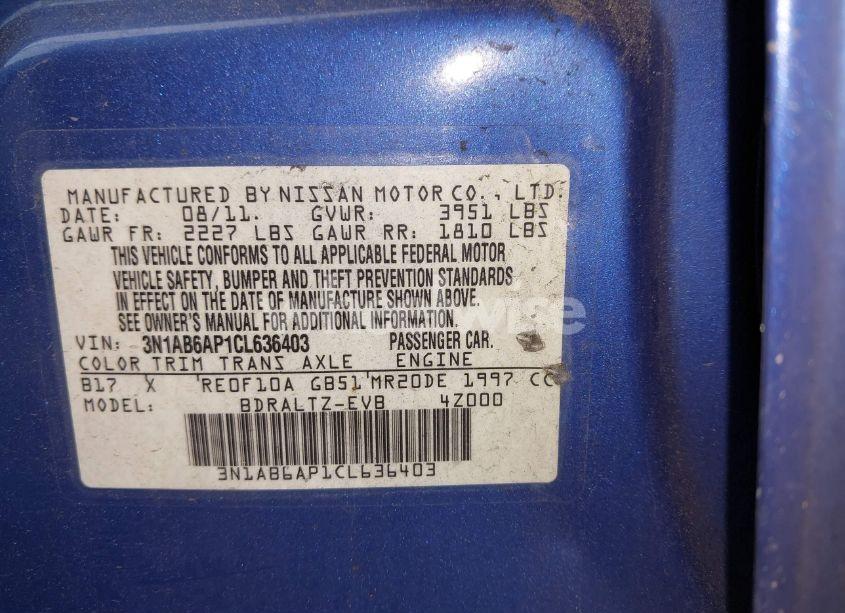 MANUFACTURED BY NISSAN MOTOR CO., LTD.
DATE: 08/11. GVWR: 3951 LBS
GAWR FR: 2227 LBS GAWR RR: 1810 LBS
THIS VEHICLE CONFORMS TO ALL APPLICABLE FEDERAL MOTOR
VEHICLE SAFETY, BUMPER AND THEFT PREVENTION STANDARDS
IN EFFECT ON THE DATE OF MANUFACTURE SHOWN ABOVE.
SEE OWNER'S MANUAL FOR ADDITIONAL INFORMATION.
VIN: 3N1AB6AP1CL636403 PASSENGER CAR.
COLOR TRIM TRANS AXLE ENGINE
B17 X RE0F10A GB51 MR20DE 1997 CC
MODEL: BDRALTZ-EVB 4Z000
3N1AB6AP1CL636403